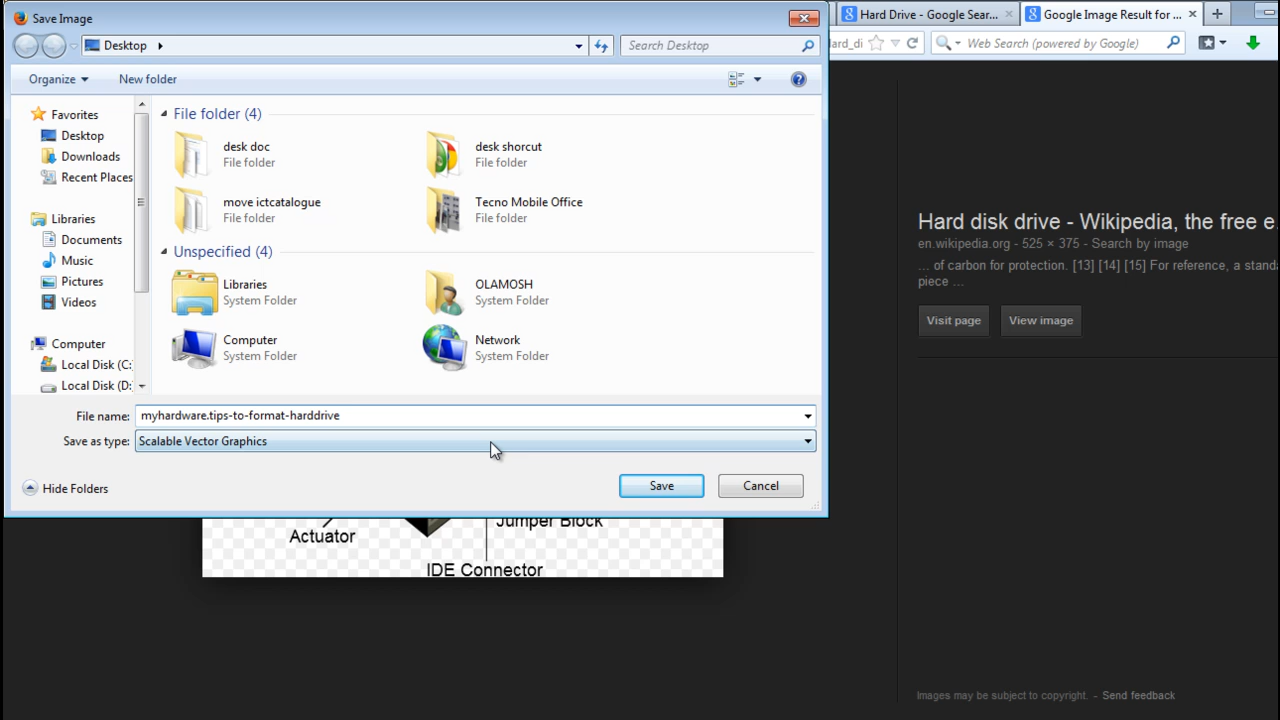 Save Image
Hard Drive - Google Sear...
Google Image Result for ...
Desktop
Search Desktop
Web Search (powered by Google)
Organize
New folder
Favorites
Desktop
Downloads
Recent Places
Libraries
Documents
Music
Pictures
Videos
Computer
Local Disk (C:
Local Disk (D:
File folder (4)
desk doc
File folder
desk shorcut
File folder
move ictcatalogue
File folder
Tecno Mobile Office
File folder
Unspecified (4)
Libraries
System Folder
OLAMOSH
System Folder
Computer
System Folder
Network
System Folder
File name: myhardware.tips-to-format-harddrive
Save as type: Scalable Vector Graphics
Hide Folders
Save
Cancel
Hard disk drive - Wikipedia, the free e
en.wikipedia.org - 525 × 375 - Search by image
... of carbon for protection. [13] [14] [15] For reference, a stand
piece ...
Visit page
View image
Actuator
Jumper Block
IDE Connector
Images may be subject to copyright. - Send feedback